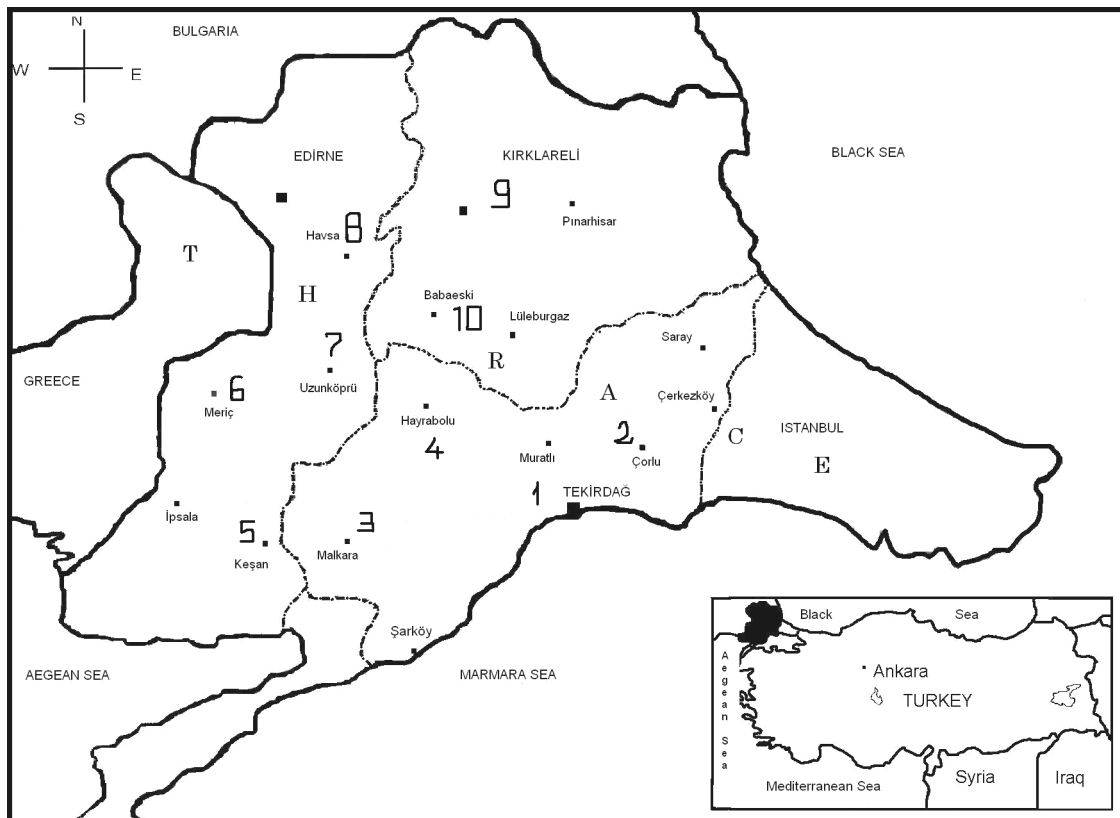 N
BULGARIA
W
E
S
EDİRNE
KIRKLARELİ
BLACK SEA
9
Pınarhisar
T
Havsa
8
H
Babaeski
10
Lüleburgaz
Saray
7
R
GREECE
6
Uzunköprü
A
Çerkezköy
Meriç
Hayrabolu
4
2
C
ISTANBUL
Muratlı
Çorlu
E
1
TEKİRDAĞ
İpsala
5
3
Keşan
Malkara
Şarköy
AEGEAN SEA
MARMARA SEA
Black
Sea
Aegean Sea
Ankara
TURKEY
Mediterranean Sea
Syria
Iraq